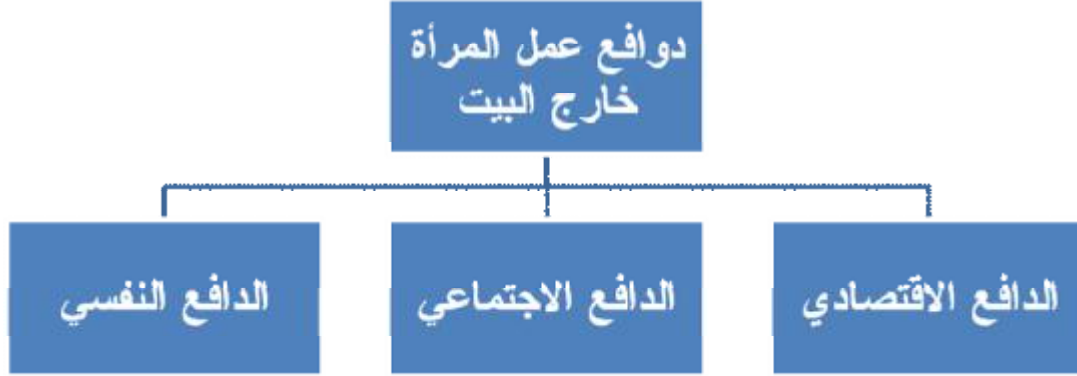 دوافع عمل المرأة
خارج البيت
الدافع الاقتصادي
الدافع الاجتماعي
الدافع النفسي